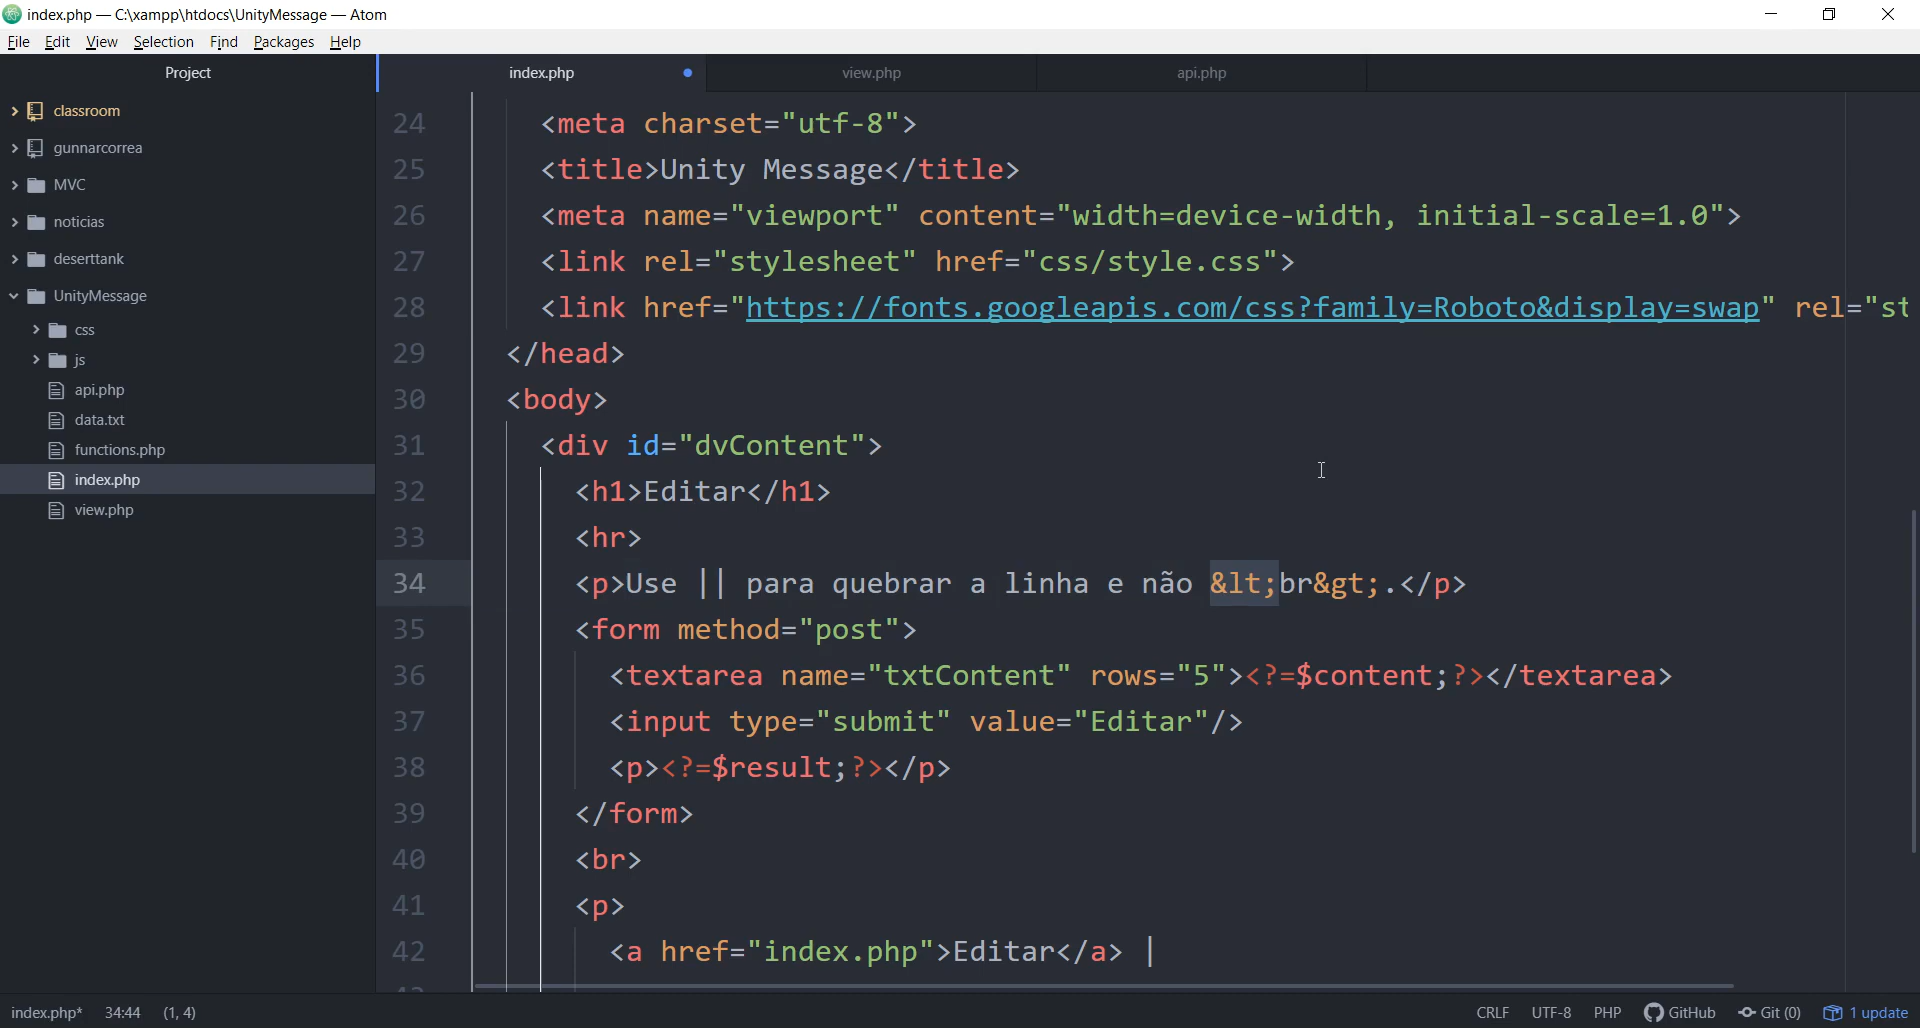 index.php — C:\xampp\htdocs\UnityMessage — Atom
File Edit View Selection Find Packages Help
Project
index.php
view.php
api.php
classroom
gunnarcorrea
MVC
noticias
deserttank
UnityMessage
css
js
api.php
data.txt
functions.php
index.php
view.php
24 <meta charset="utf-8">
25 <title>Unity Message</title>
26 <meta name="viewport" content="width=device-width, initial-scale=1.0">
27 <link rel="stylesheet" href="css/style.css">
28 <link href="https://fonts.googleapis.com/css?family=Roboto&display=swap" rel="st
29 </head>
30 <body>
31 <div id="dvContent">
32 <h1>Editar</h1>
33 <hr>
34 <p>Use || para quebrar a linha e não &lt;br&gt;.</p>
35 <form method="post">
36 <textarea name="txtContent" rows="5"><?=$content;?></textarea>
37 <input type="submit" value="Editar"/>
38 <p><?=$result;?></p>
39 </form>
40 <br>
41 <p>
42 <a href="index.php">Editar</a> |
index.php* 34:44 (1, 4)
CRLF UTF-8 PHP GitHub Git (0) 1 update